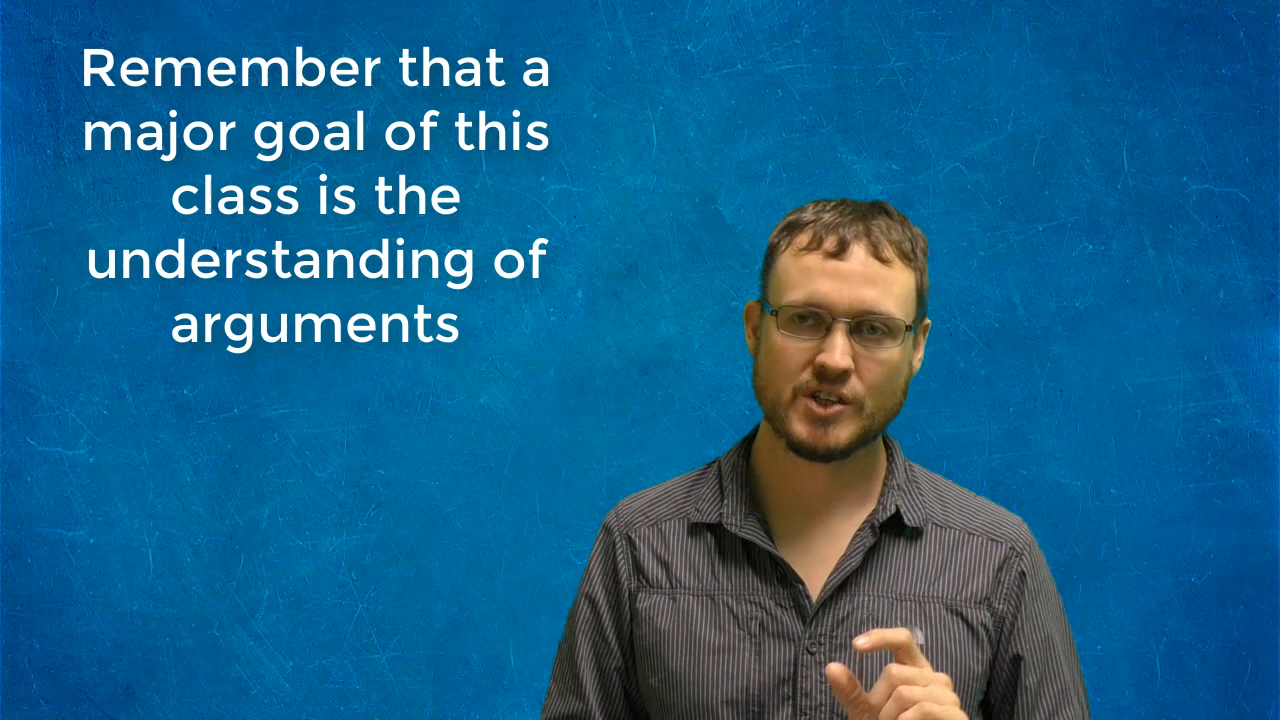 Remember that a
major goal of this
class is the
understanding of
arguments